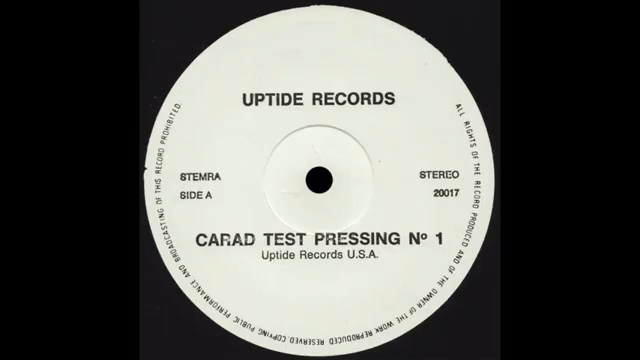 UPTIDE RECORDS
STEMRA
STEREO
SIDE A
20017
CARAD TEST PRESSING Nº 1
Uptide Records U.S.A.
ALL RIGHTS OF THE RECORD PRODUCED AND OF THE OWNER OF THE WORK REPRODUCED RESERVED COPYING PUBLIC PERFORMANCE AND BROADCASTING OF THIS RECORD PROHIBITED.